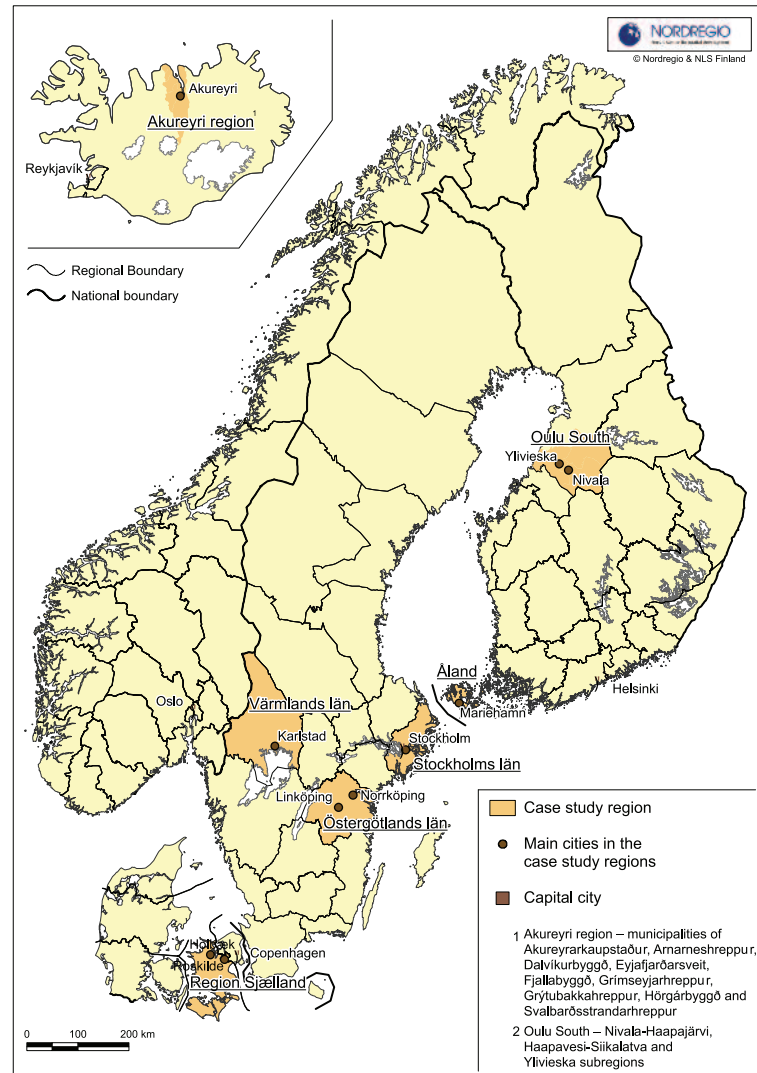 NORDREGIO
© Nordregio & NLS Finland
Akureyri
Akureyri region 1
Reykjavík
Regional Boundary
National boundary
Oulu South
Ylivieska
Nivala
Åland
Mariehamn
Helsinki
Oslo
Värmlands län
Karlstad
Stockholm
Stockholms län
Linköping
Norrköping
Östergötlands län
Holbæk
Copenhagen
Roskilde
Region Sjælland
0 100 200 km
Case study region
Main cities in the
case study regions
Capital city
1 Akureyri region – municipalities of
Akureyrarkaupstaður, Arnarneshreppur,
Dalvíkurbyggð, Eyjafjarðarsveit,
Fjallabyggð, Grímseyjarhreppur,
Grýtubakkahreppur, Hörgárbyggð and
Svalbarðsstrandarhreppur
2 Oulu South – Nivala-Haapajärvi,
Haapavesi-Siikalatva and
Ylivieska subregions